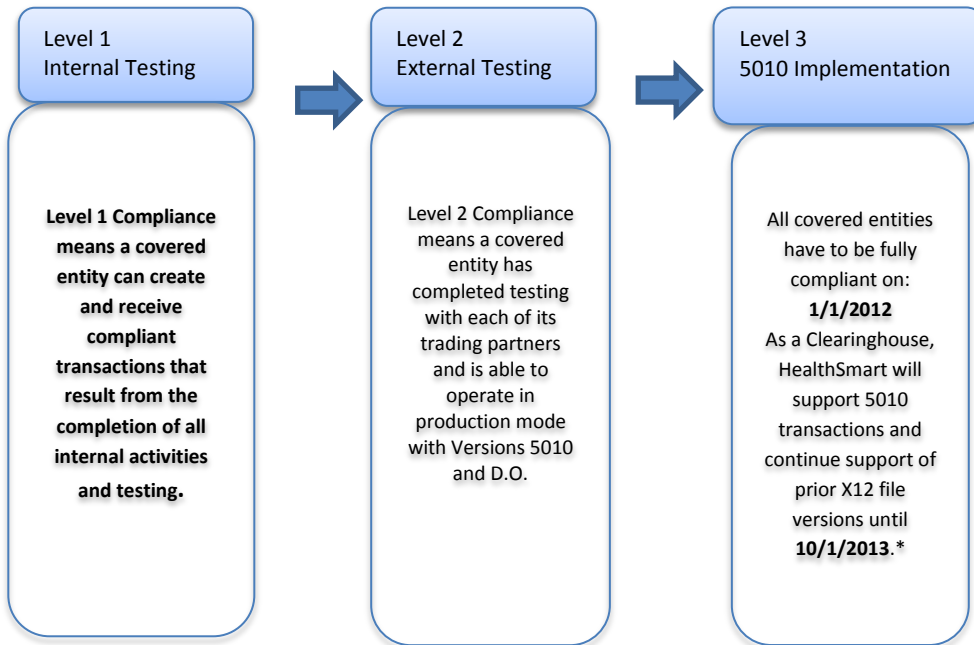 Level 1
Internal Testing
Level 1 Compliance
means a covered
entity can create
and receive
compliant
transactions that
result from the
completion of all
internal activities
and testing.
Level 2
External Testing
Level 2 Compliance
means a covered
entity has
completed testing
with each of its
trading partners
and is able to
operate in
production mode
with Versions 5010
and D.O.
Level 3
5010 Implementation
All covered entities
have to be fully
compliant on:
1/1/2012
As a Clearinghouse,
HealthSmart will
support 5010
transactions and
continue support of
prior X12 file
versions until
10/1/2013.*